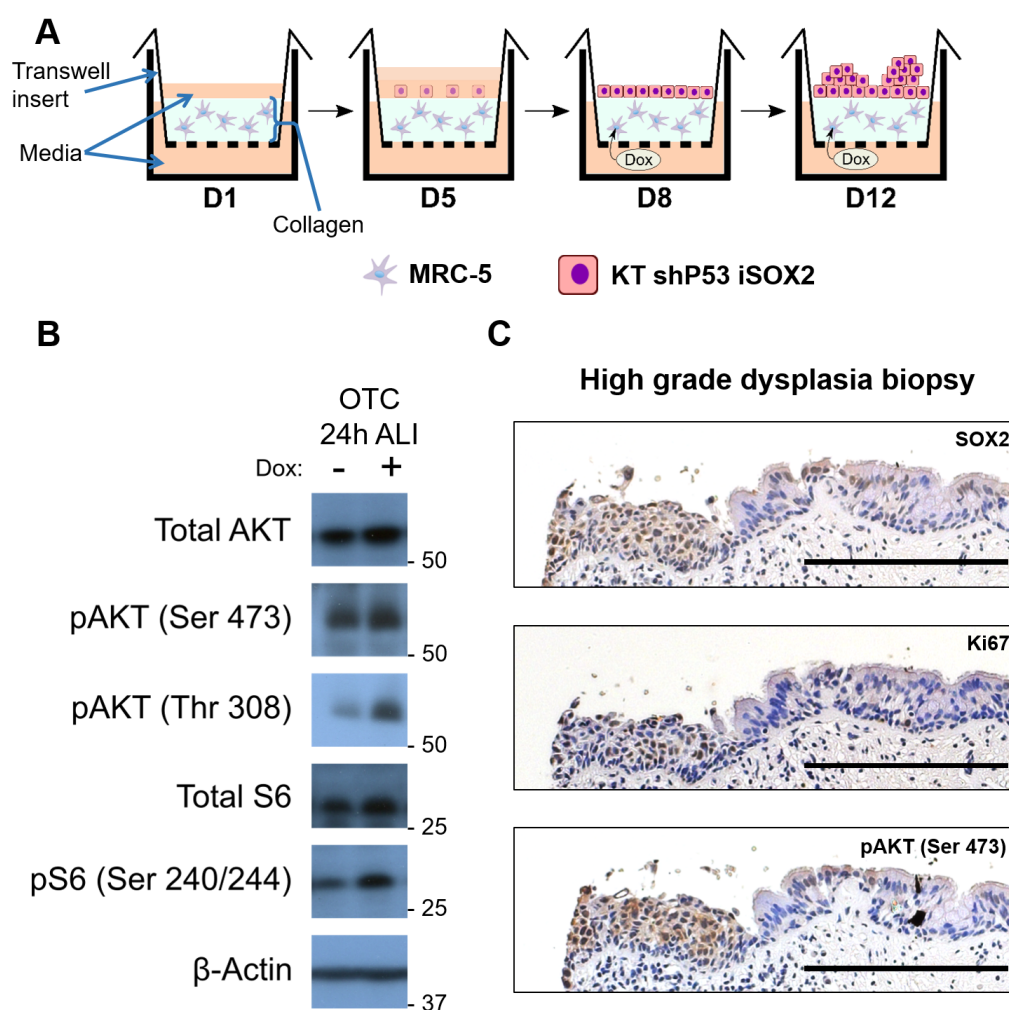 A
Transwell
insert
Media
Dox
Dox
D1
D5
D8
D12
Collagen
MRC-5
KT shP53 iSOX2
B
OTC
24h ALI
Dox: - +
Total AKT
- 50
pAKT (Ser 473)
- 50
pAKT (Thr 308)
- 50
Total S6
- 25
pS6 (Ser 240/244)
- 25
β-Actin
- 37
C
High grade dysplasia biopsy
SOX2
Ki67
pAKT (Ser 473)